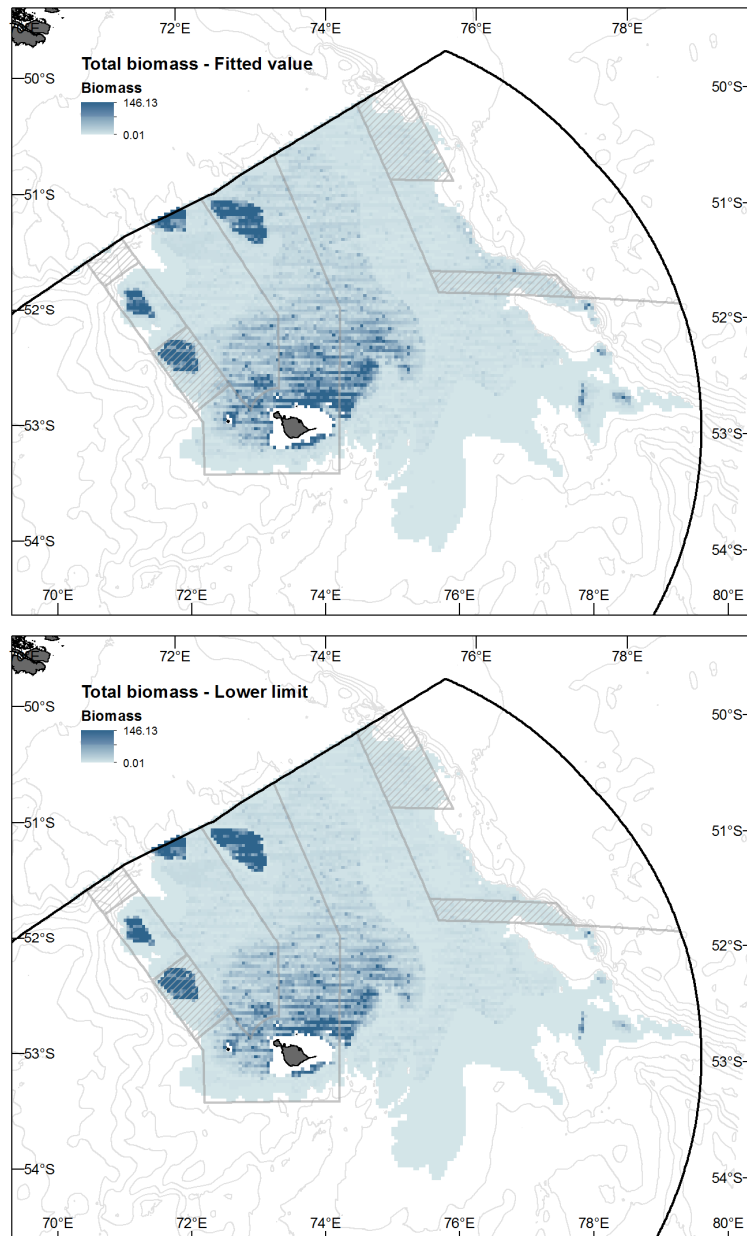 72°E 74°E 76°E 78°E
50°S 50°S
Total biomass - Fitted value
Biomass
146.13
0.01
51°S 51°S
52°S 52°S
53°S 53°S
54°S 54°S
70°E 72°E 74°E 76°E 78°E 80°E
72°E 74°E 76°E 78°E
50°S 50°S
Total biomass - Lower limit
Biomass
146.13
0.01
51°S 51°S
52°S 52°S
53°S 53°S
54°S 54°S
70°E 72°E 74°E 76°E 78°E 80°E